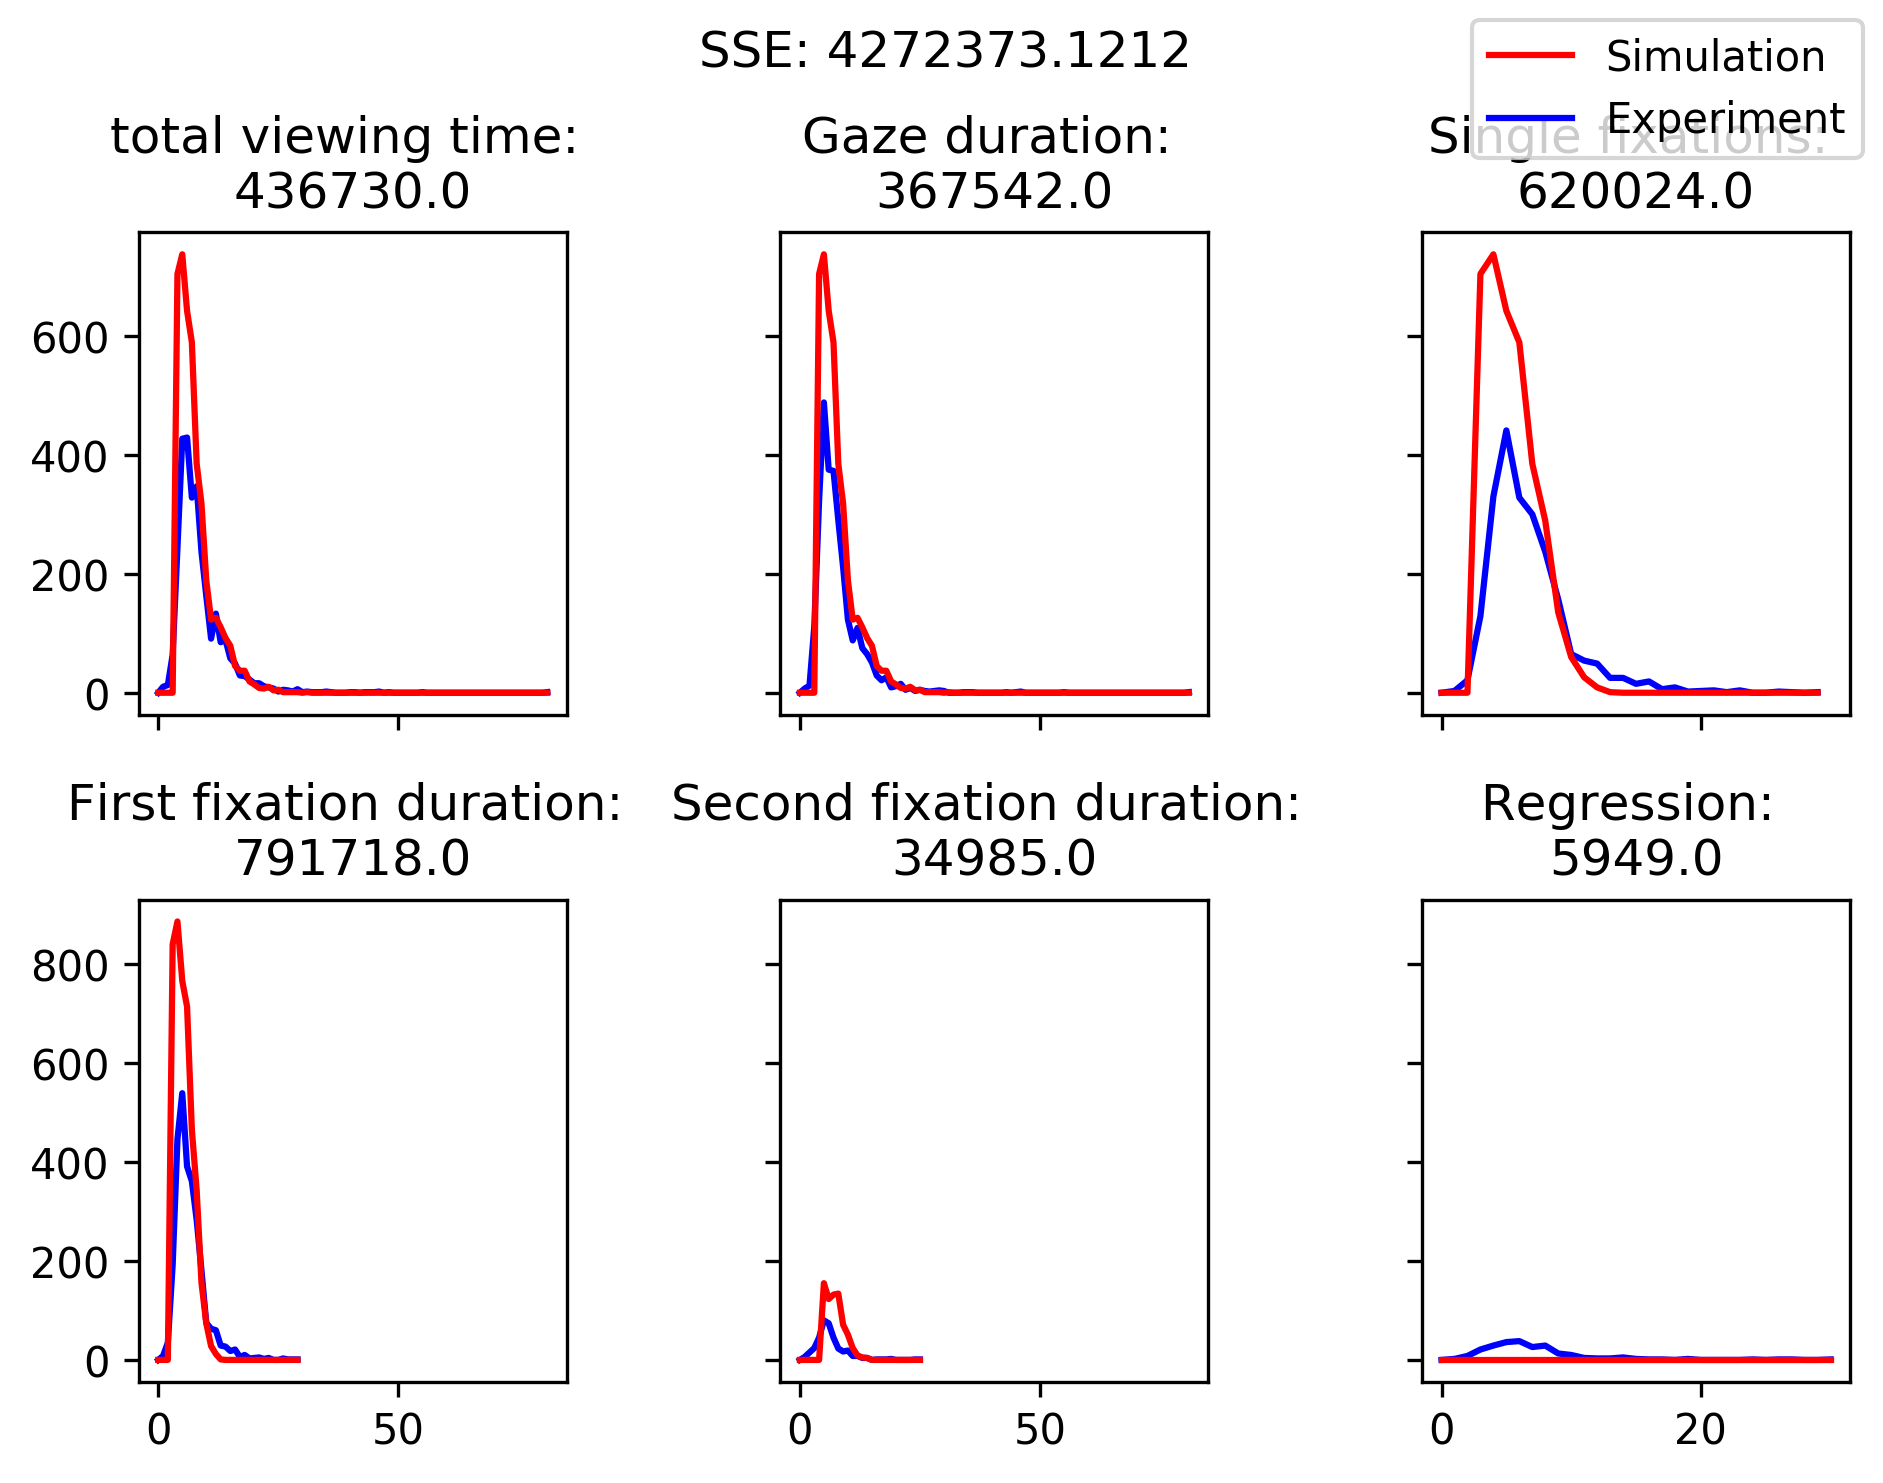 SSE: 4272373.1212
Simulation
Experiment
total viewing time:
436730.0
Gaze duration:
367542.0
Single fixations:
620024.0
600
400
200
0
First fixation duration:
791718.0
Second fixation duration:
34985.0
Regression:
5949.0
800
600
400
200
0
0
50
0
50
0
20